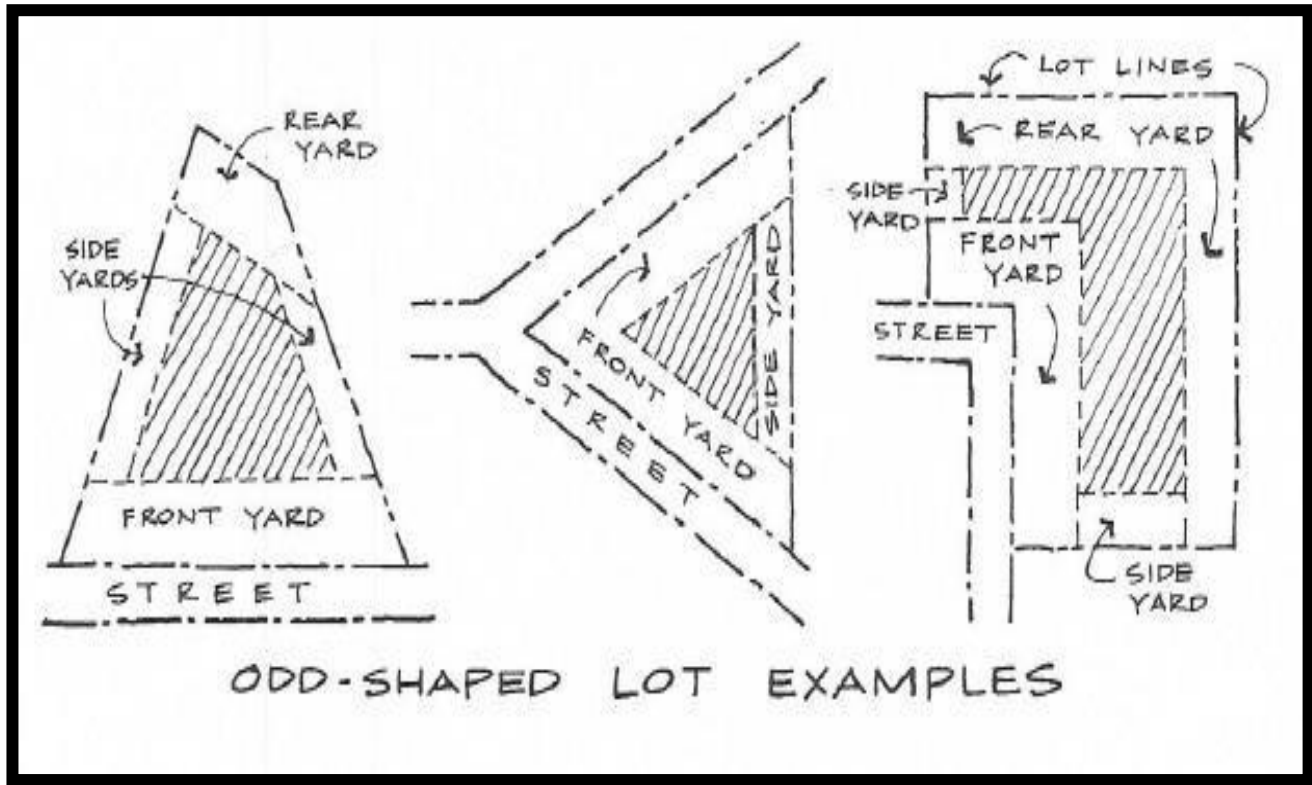 REAR
YARD
SIDE
YARDS
FRONT YARD
STREET
FRONT YARD
STREET
SIDE YARD
LOT LINES
REAR YARD
SIDE
YARD
FRONT
YARD
STREET
SIDE
YARD
ODD-SHAPED LOT EXAMPLES